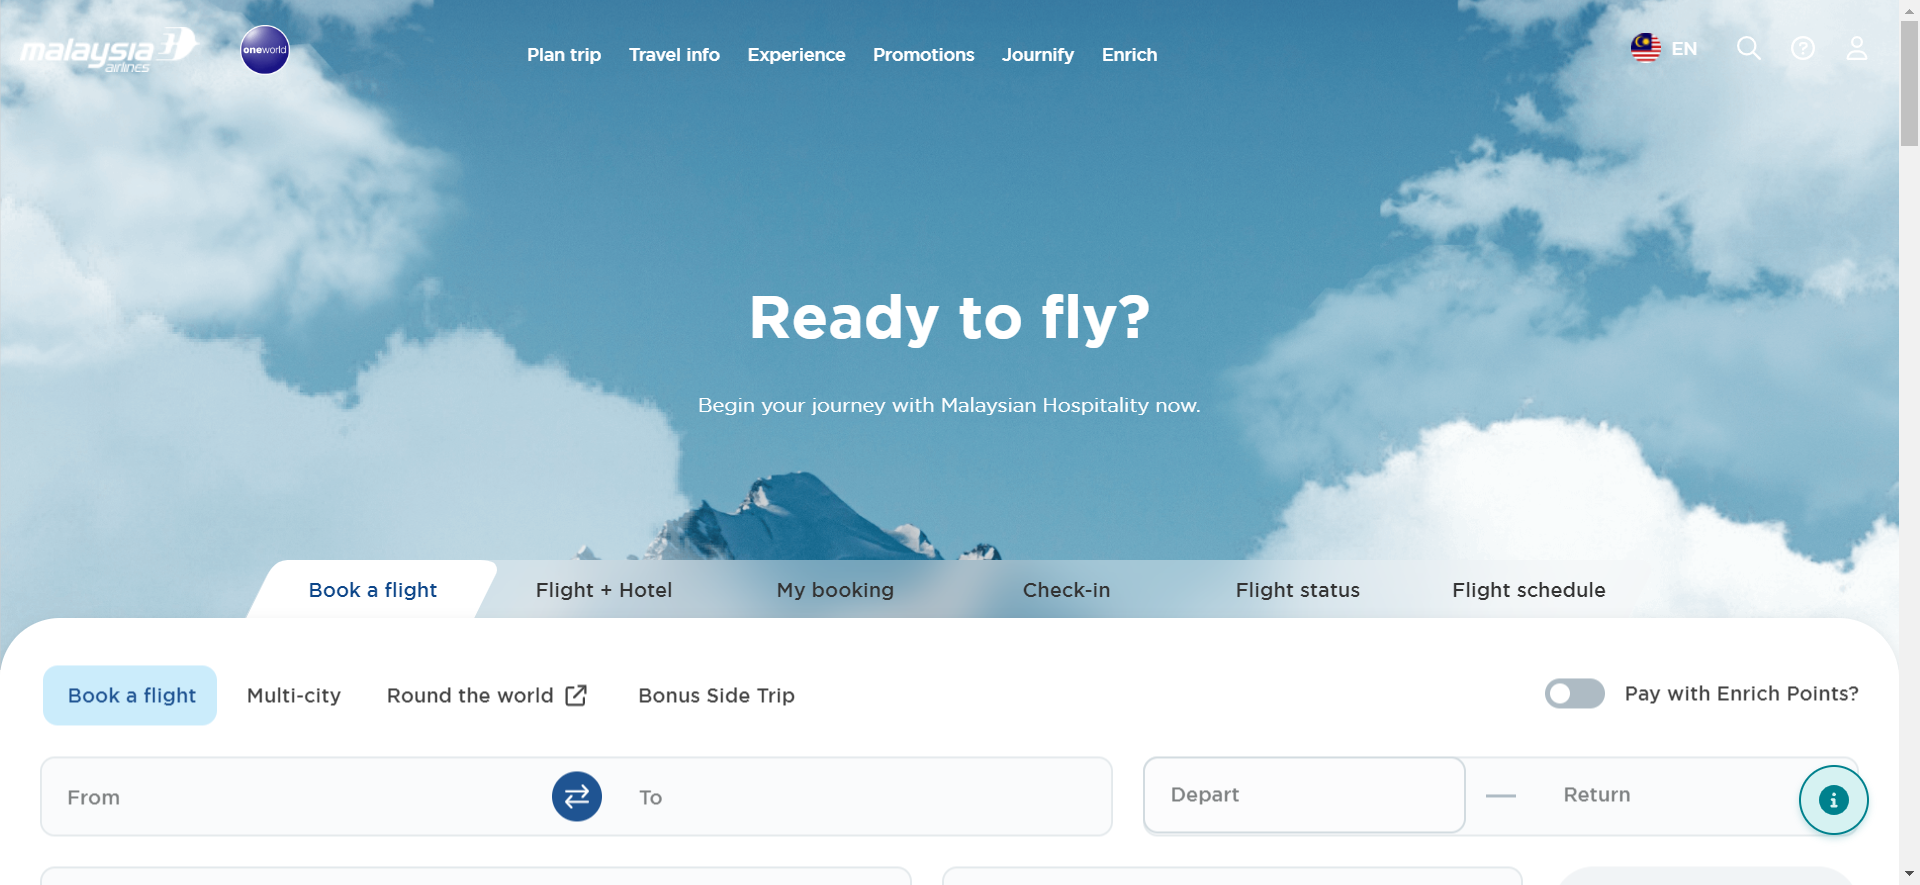 malaysia airlines
oneworld
Plan trip
Travel info
Experience
Promotions
Journify
Enrich
EN
Ready to fly?
Begin your journey with Malaysian Hospitality now.
Book a flight
Flight + Hotel
My booking
Check-in
Flight status
Flight schedule
Book a flight
Multi-city
Round the world
Bonus Side Trip
Pay with Enrich Points?
From
To
Depart
Return